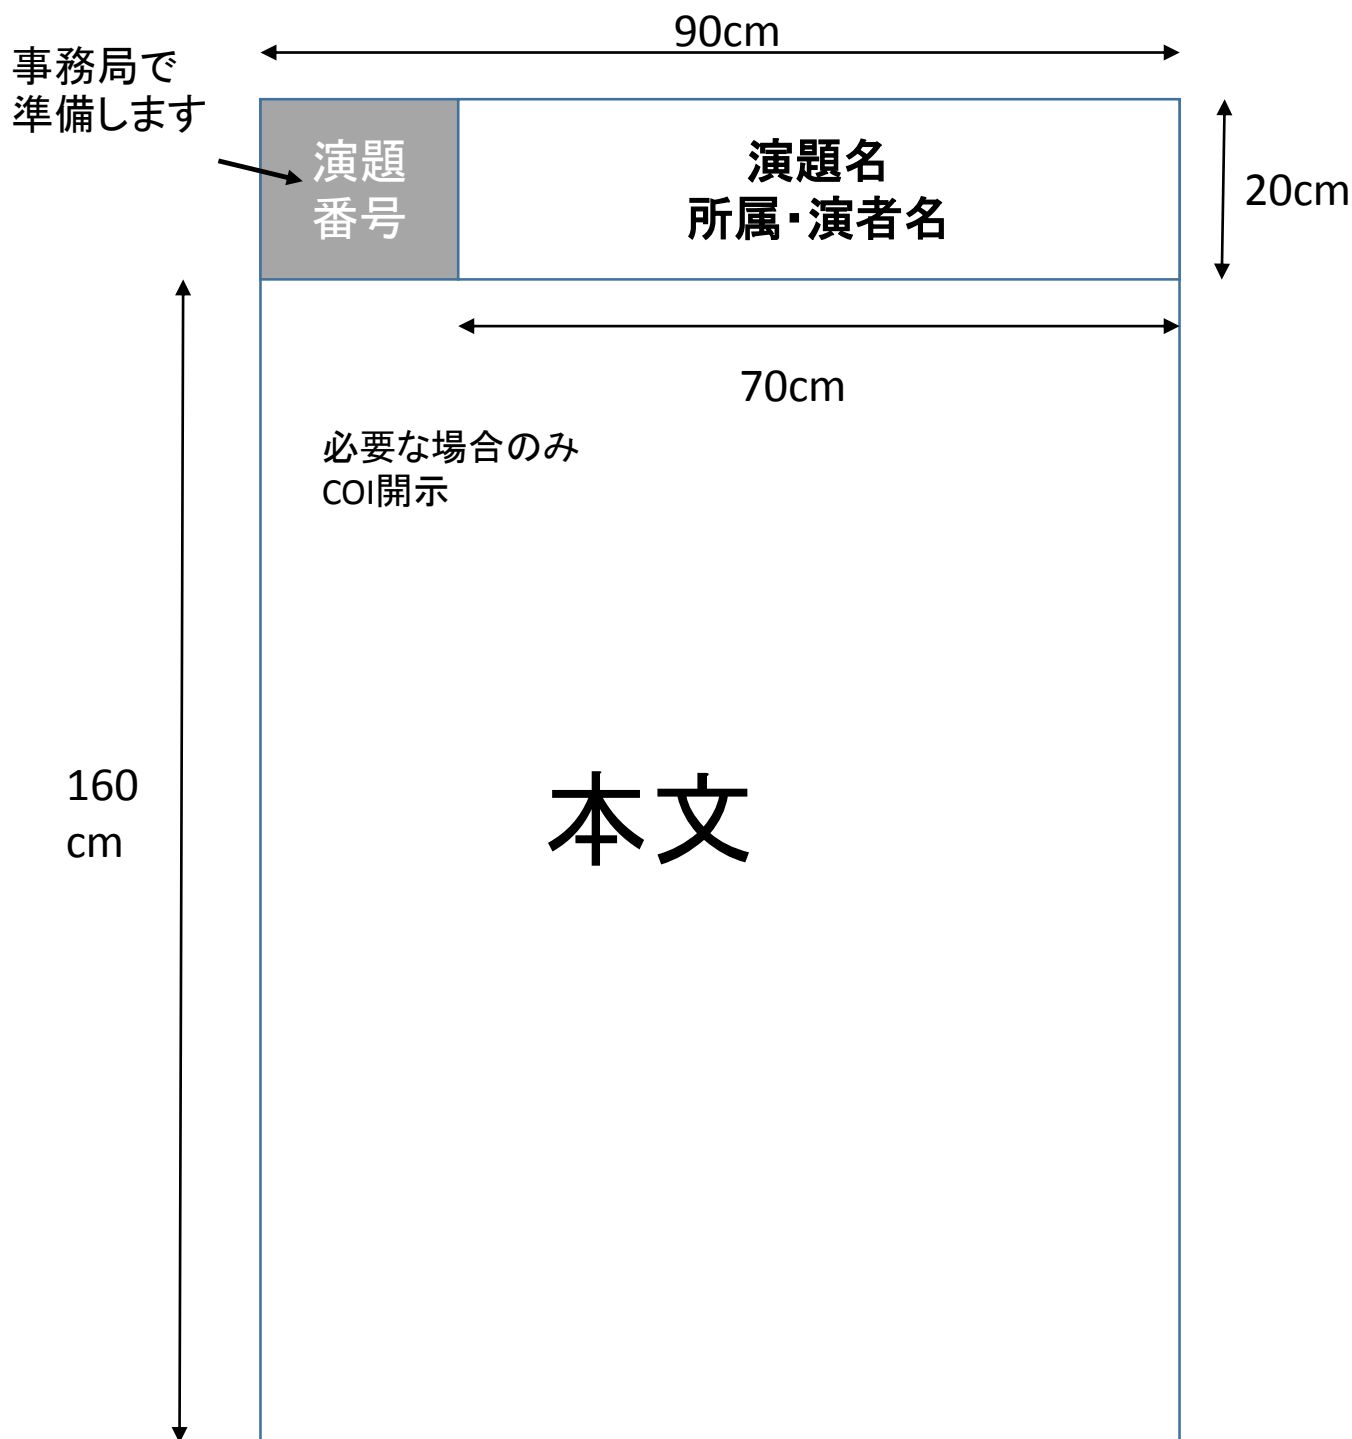 90cm
事務局で
準備します
演題
番号
演題名
所属・演者名
20cm
70cm
必要な場合のみ
COI開示
160
cm
本文